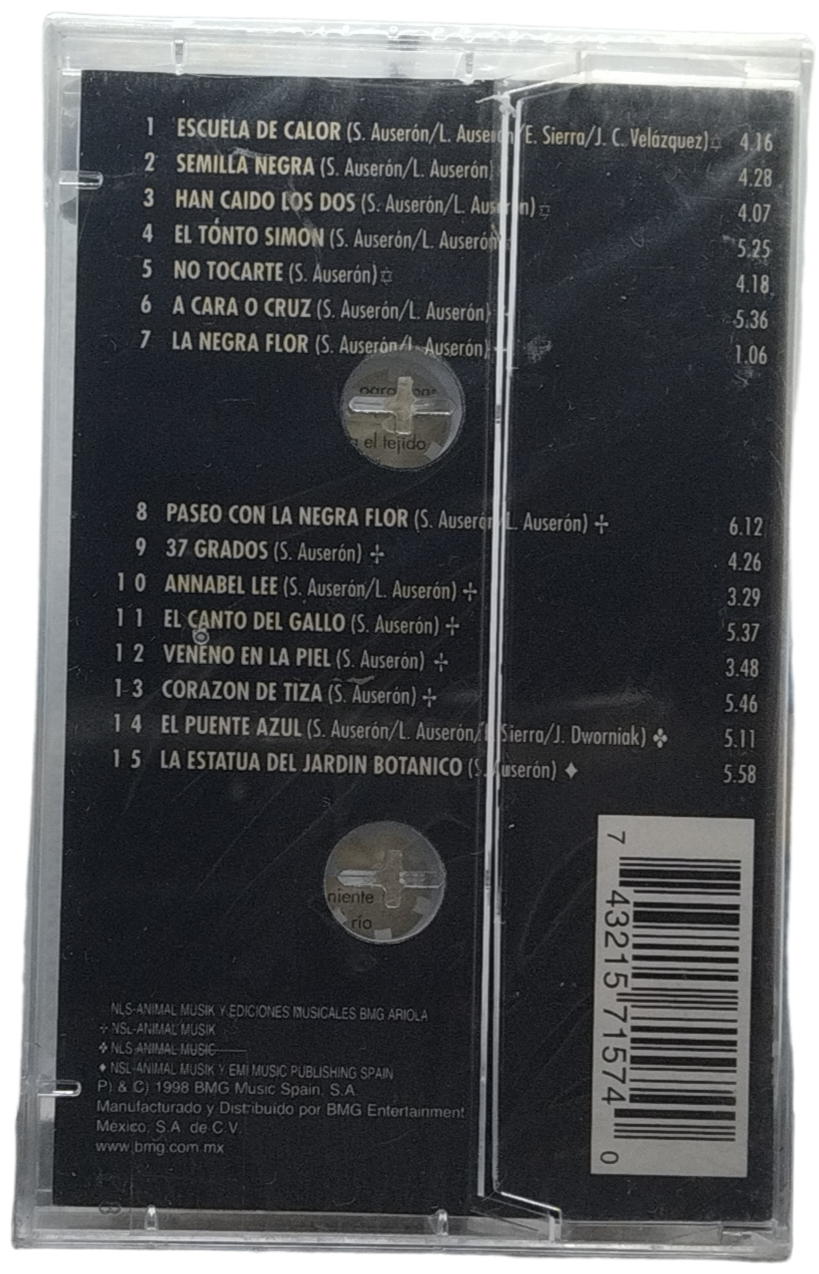 1 ESCUELA DE CALOR (S. Auserón/L. Auserón/E. Sierra/J. C. Velázquez)✡ 4.16
2 SEMILLA NEGRA (S. Auserón/L. Auserón) 4.28
3 HAN CAIDO LOS DOS (S. Auserón/L. Auserón)✡ 4.07
4 EL TONTO SIMON (S. Auserón/L. Auserón) 5.25
5 NO TOCARTE (S. Auserón)✡ 4.18
6 A CARA O CRUZ (S. Auserón/L. Auserón) 5.36
7 LA NEGRA FLOR (S. Auserón/L. Auserón) 1.06
el tejido
8 PASEO CON LA NEGRA FLOR (S. Auserón/L. Auserón) ✢ 6.12
9 37 GRADOS (S. Auserón) ✢ 4.26
10 ANNABEL LEE (S. Auserón/L. Auserón) ✢ 3.29
11 EL CANTO DEL GALLO (S. Auserón) ✢ 5.37
12 VENENO EN LA PIEL (S. Auserón) ✢ 3.48
13 CORAZON DE TIZA (S. Auserón) ✢ 5.46
14 EL PUENTE AZUL (S. Auserón/L. Auserón/E. Sierra/J. Dworniak) ✤ 5.11
15 LA ESTATUA DEL JARDIN BOTANICO (S. Auserón) ♦ 5.58
niente
río
NLS-ANIMAL MUSIK Y EDICIONES MUSICALES BMG ARIOLA
✢ NSL-ANIMAL MUSIK
✤ NLS ANIMAL MUSIC
♦ NSL-ANIMAL MUSIK Y EMI MUSIC PUBLISHING SPAIN
P) & C) 1998 BMG Music Spain, S.A.
Manufacturado y Distribuido por BMG Entertainment
México, S.A. de C.V.
www.bmg.com.mx
7 43215 71574 0